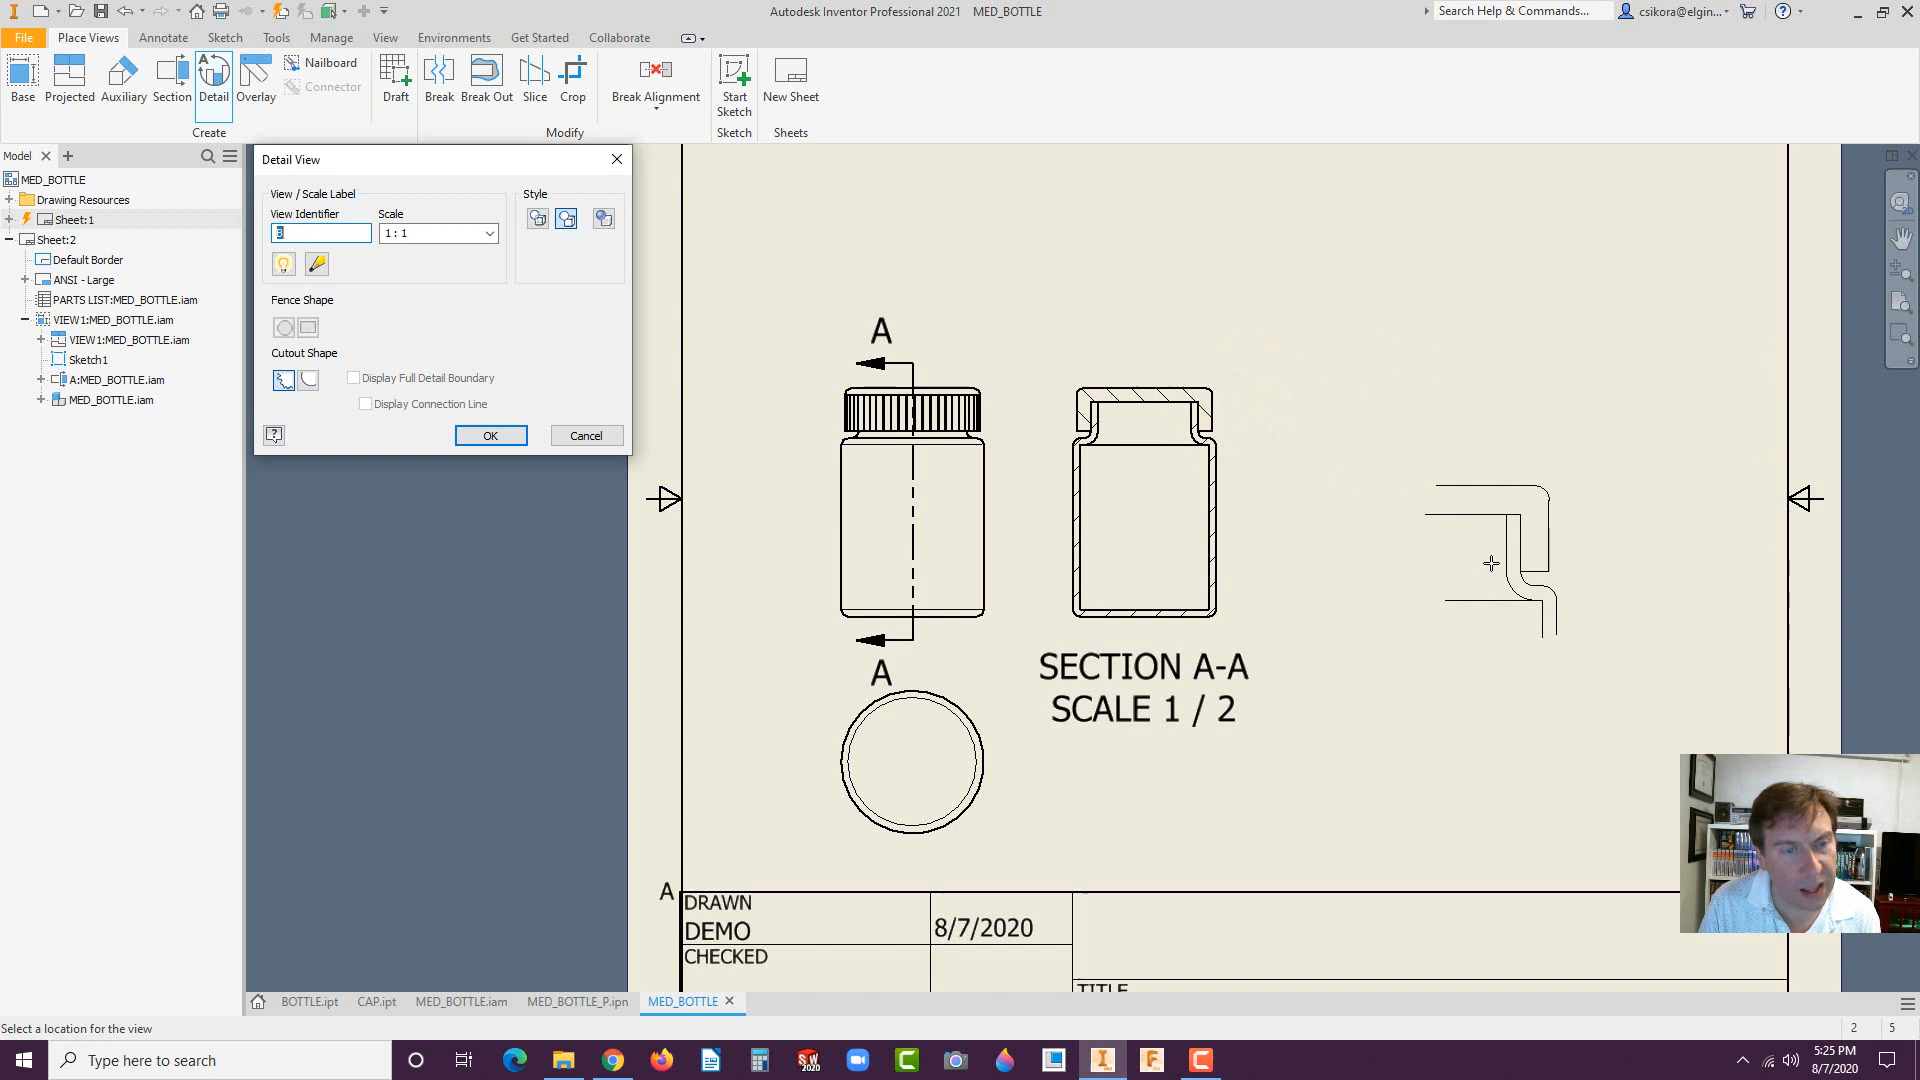 Autodesk Inventor Professional 2021 MED_BOTTLE
Search Help & Commands...
csikora@elgin...
File Place Views Annotate Sketch Tools Manage View Environments Get Started Collaborate
Base Projected Auxiliary Section Detail Overlay
Nailboard
Connector
Draft Break Break Out Slice Crop Break Alignment
Start
Sketch
New Sheet
Create Modify Sketch Sheets
Model
MED_BOTTLE
Drawing Resources
Sheet:1
Sheet:2
Default Border
ANSI - Large
PARTS LIST:MED_BOTTLE.iam
VIEW1:MED_BOTTLE.iam
VIEW1:MED_BOTTLE.iam
Sketch1
A:MED_BOTTLE.iam
MED_BOTTLE.iam
Detail View
View / Scale Label
Style
View Identifier
Scale
B
1 : 1
Fence Shape
Cutout Shape
Display Full Detail Boundary
Display Connection Line
OK
Cancel
A
A
SECTION A-A
SCALE 1 / 2
A
DRAWN
DEMO
8/7/2020
CHECKED
TITLE
BOTTLE.ipt CAP.ipt MED_BOTTLE.iam MED_BOTTLE_P.ipn MED_BOTTLE
Select a location for the view
2 5
Type here to search
SW
2020
5:25 PM
8/7/2020